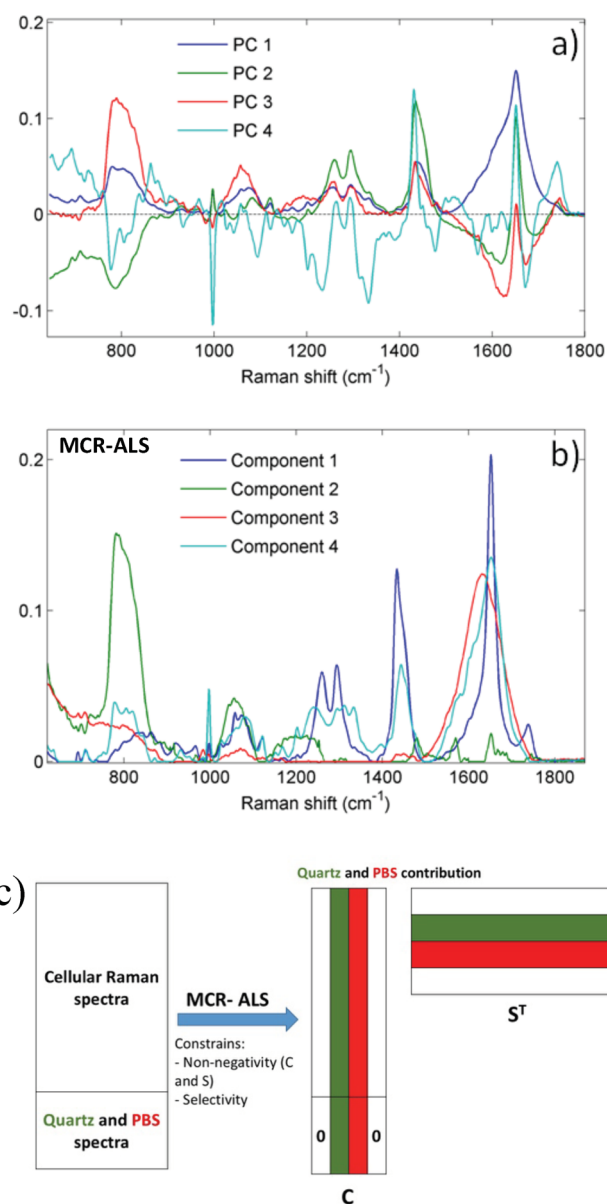 a)
PC 1
PC 2
PC 3
PC 4
0.2
0.1
0
-0.1
800 1000 1200 1400 1600 1800
Raman shift (cm-1)
MCR-ALS
b)
Component 1
Component 2
Component 3
Component 4
0.2
0.1
0
800 1000 1200 1400 1600 1800
Raman shift (cm-1)
c)
Quartz and PBS contribution
Cellular Raman
spectra
MCR- ALS
Constrains:
- Non-negativity (C
and S)
- Selectivity
Quartz and PBS
spectra
0 0
C
ST